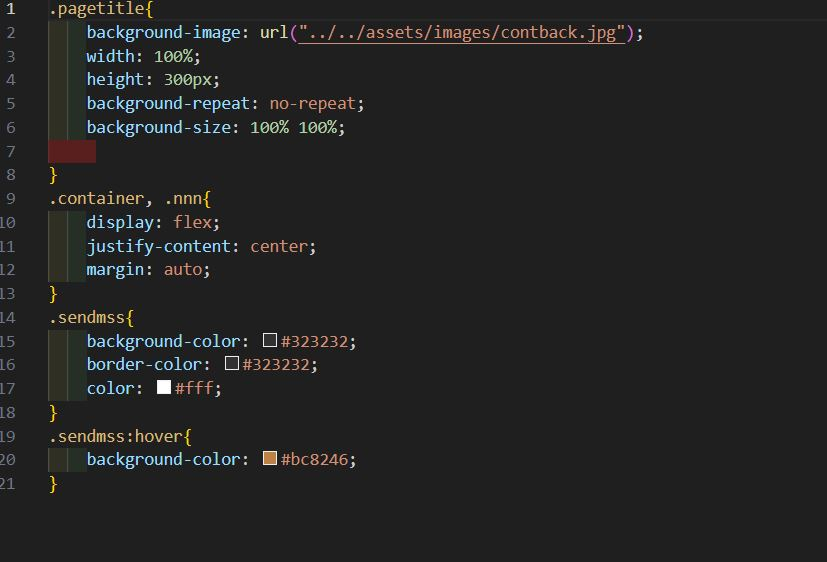 1 .pagetitle{
2 background-image: url("../../assets/images/contback.jpg");
3 width: 100%;
4 height: 300px;
5 background-repeat: no-repeat;
6 background-size: 100% 100%;
7
8 }
9 .container, .nnn{
10 display: flex;
11 justify-content: center;
12 margin: auto;
13 }
14 .sendmss{
15 background-color: #323232;
16 border-color: #323232;
17 color: #fff;
18 }
19 .sendmss:hover{
20 background-color: #bc8246;
21 }